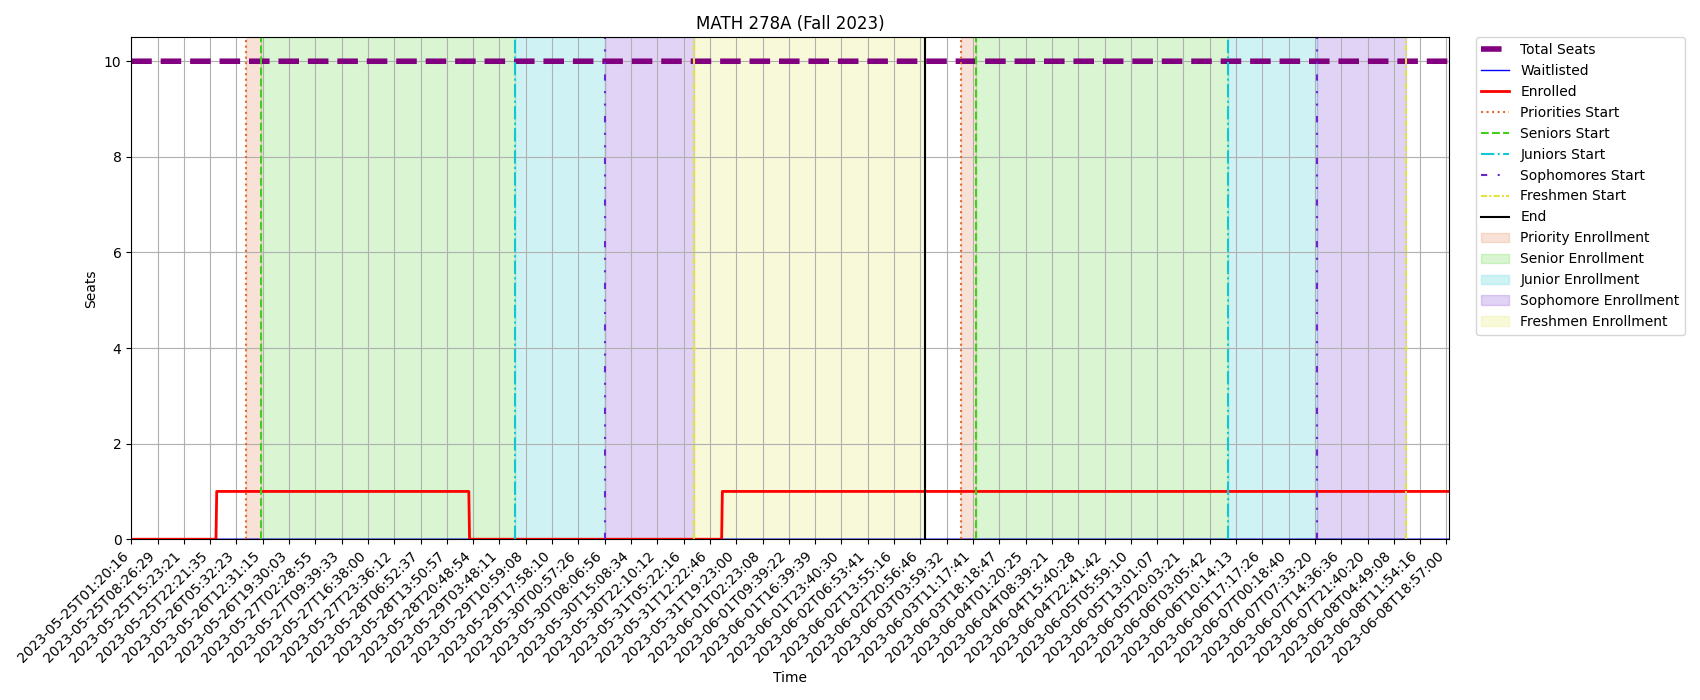 MATH 278A (Fall 2023)
Seats
10
8
6
4
2
0
2023-05-25T01:20:16
2023-05-25T08:26:29
2023-05-25T15:23:21
2023-05-25T22:21:35
2023-05-26T05:32:23
2023-05-26T12:31:15
2023-05-26T19:30:03
2023-05-27T02:28:55
2023-05-27T09:39:33
2023-05-27T16:38:00
2023-05-27T23:36:12
2023-05-28T06:52:37
2023-05-28T13:50:57
2023-05-28T20:48:54
2023-05-29T03:48:11
2023-05-29T10:59:08
2023-05-29T17:58:10
2023-05-30T00:57:26
2023-05-30T08:06:56
2023-05-30T15:08:34
2023-05-30T22:10:12
2023-05-31T05:22:16
2023-05-31T12:22:46
2023-05-31T19:23:00
2023-06-01T02:23:08
2023-06-01T09:39:22
2023-06-01T16:39:39
2023-06-01T23:40:30
2023-06-02T06:53:41
2023-06-02T13:55:16
2023-06-02T20:56:46
2023-06-03T03:59:32
2023-06-03T11:17:41
2023-06-03T18:18:47
2023-06-04T01:20:25
2023-06-04T08:39:21
2023-06-04T15:40:28
2023-06-04T22:41:42
2023-06-05T05:59:10
2023-06-05T13:01:07
2023-06-05T20:03:21
2023-06-06T03:05:42
2023-06-06T10:14:13
2023-06-06T17:17:26
2023-06-07T00:18:40
2023-06-07T07:33:20
2023-06-07T14:36:36
2023-06-07T21:40:20
2023-06-08T04:49:08
2023-06-08T11:54:16
2023-06-08T18:57:00
Time
Total Seats
Waitlisted
Enrolled
Priorities Start
Seniors Start
Juniors Start
Sophomores Start
Freshmen Start
End
Priority Enrollment
Senior Enrollment
Junior Enrollment
Sophomore Enrollment
Freshmen Enrollment